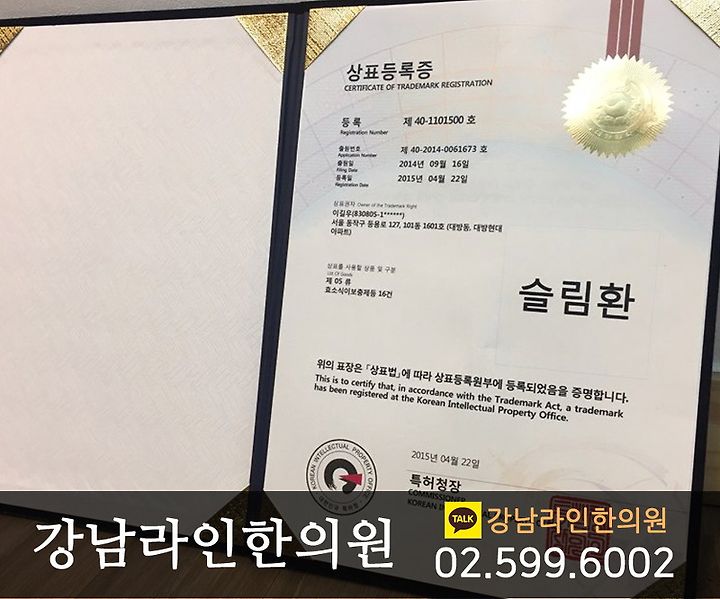 상표등록증
CERTIFICATE OF TRADEMARK REGISTRATION
등록 제 40-1101500 호
Registration Number
출원번호 제 40-2014-0061673 호
Application Number
출원일 2014년 09월 16일
Filing Date
등록일 2015년 04월 22일
Registration Date
상표권자 Owner of the Trademark Right
이길우(830805-1******)
서울 동작구 등용로 127, 101동 1601호 (대방동, 대방현대
아파트)
상표를 사용할 상품 및 구분
List of Goods
제 05 류
효소식이보충제등 16건
슬림환
위의 표장은 「상표법」에 따라 상표등록원부에 등록되었음을 증명합니다.
This is to certify that, in accordance with the Trademark Act, a trademark
has been registered at the Korean Intellectual Property Office.
2015년 04월 22일
KOREAN INTELLECTUAL PROPERTY OFFICE
특허청장
COMMISSIONER
KOREAN IN
강남라인한의원
TALK 강남라인한의원
02.599.6002